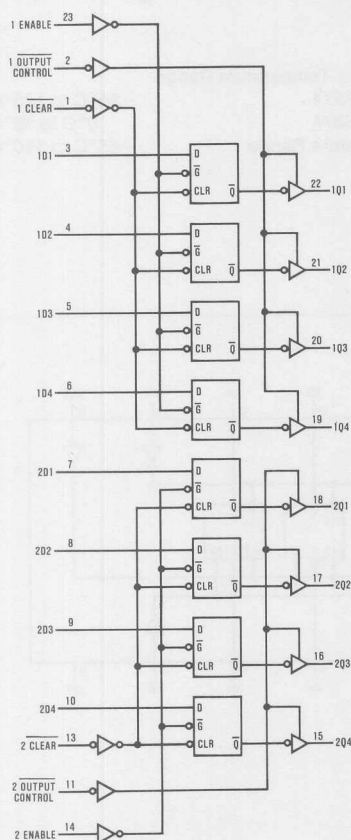 1 ENABLE 23
1 OUTPUT CONTROL 2
1 CLEAR 1
1D1 3
D
G
CLR Q
22 1Q1
1D2 4
D
G
CLR Q
21 1Q2
1D3 5
D
G
CLR Q
20 1Q3
1D4 6
D
G
CLR Q
19 1Q4
2D1 7
D
G
CLR Q
18 2Q1
2D2 8
D
G
CLR Q
17 2Q2
2D3 9
D
G
CLR Q
16 2Q3
2D4 10
D
G
CLR Q
15 2Q4
2 CLEAR 13
2 OUTPUT CONTROL 11
2 ENABLE 14